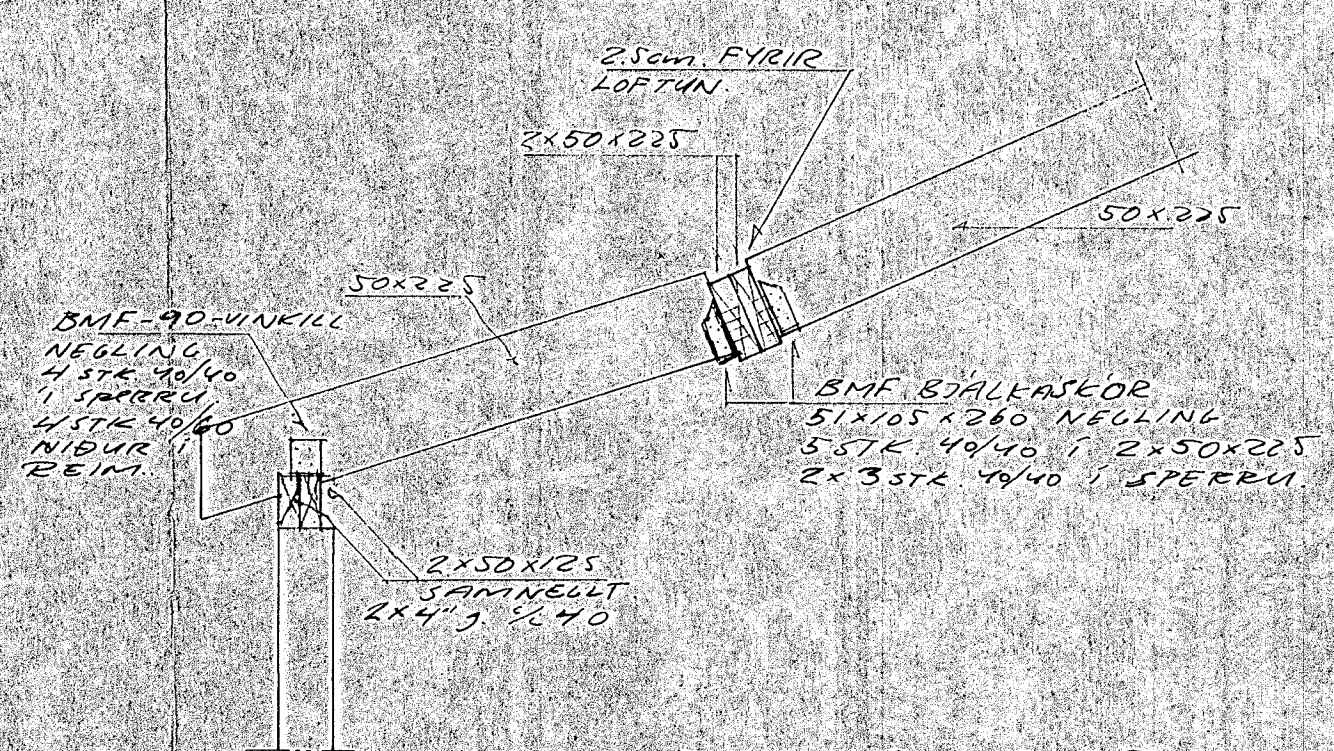 2.5cm. FYRIR
LOFTUN.
2x50x225
50x225
50x225
BMF-90-VINKILL
NEGLING
4 STK. 40/40
Í SPERRU,
4 STK 40/60
NIÐUR Í
REIM.
BMF BJÁLKASKÓR
51x105x260 NEGLING
5 STK. 40/40 Í 2x50x225
2x3 STK. 40/40 Í SPERRU.
2x50x125
SAMNEGLT
2x4" g. c/c 40